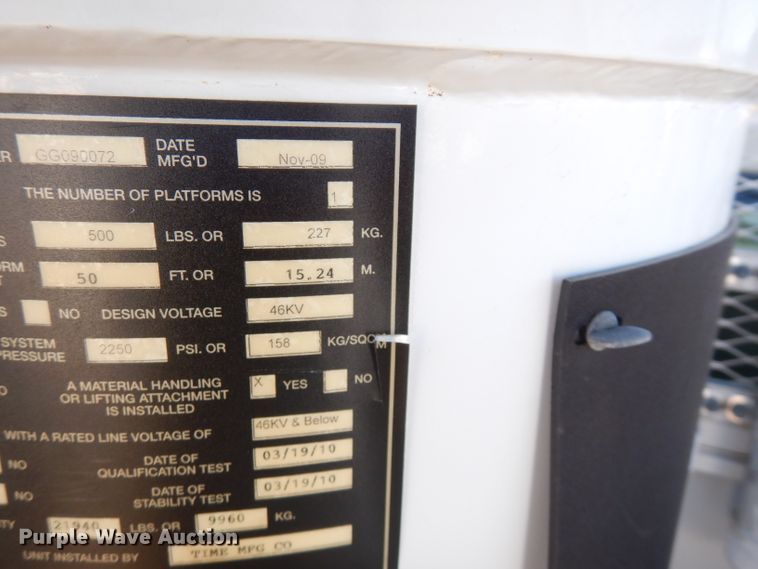 ER GG090072 DATE MFG'D Nov-09
THE NUMBER OF PLATFORMS IS 1
S 500 LBS. OR 227 KG.
ORM
T 50 FT. OR 15.24 M.
S NO DESIGN VOLTAGE 46KV
SYSTEM
PRESSURE 2250 PSI. OR 158 KG/SQCM
O A MATERIAL HANDLING
OR LIFTING ATTACHMENT
IS INSTALLED X YES NO
WITH A RATED LINE VOLTAGE OF 46KV & Below
NO DATE OF
QUALIFICATION TEST 03/19/10
NO DATE OF
STABILITY TEST 03/19/10
ITY 21940 LBS. OR 9960 KG.
UNIT INSTALLED BY TIME MFG CO
Purple Wave Auction